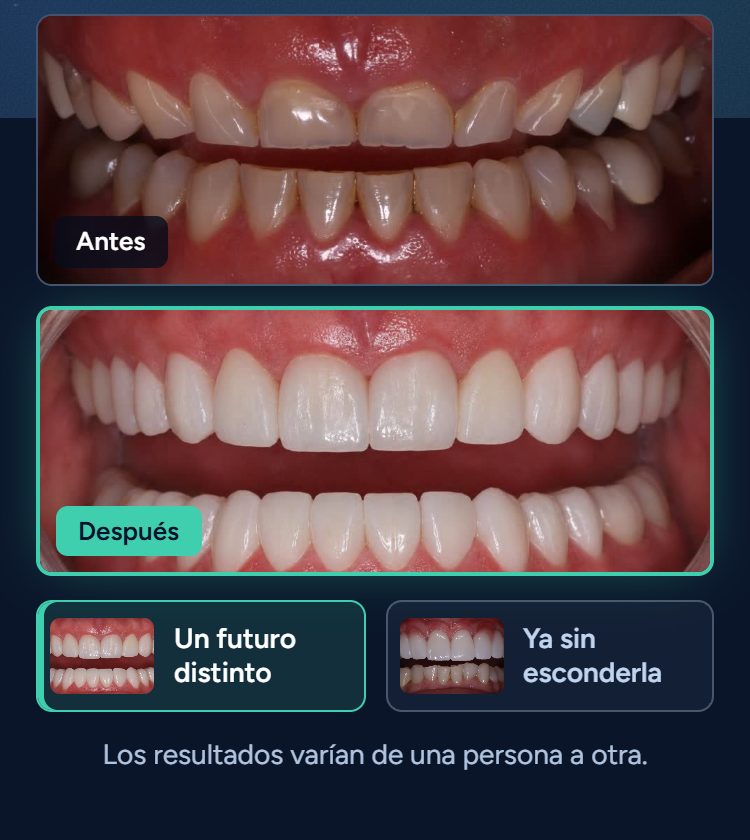 Antes
Después
Un futuro
distinto
Ya sin
esconderla
Los resultados varían de una persona a otra.